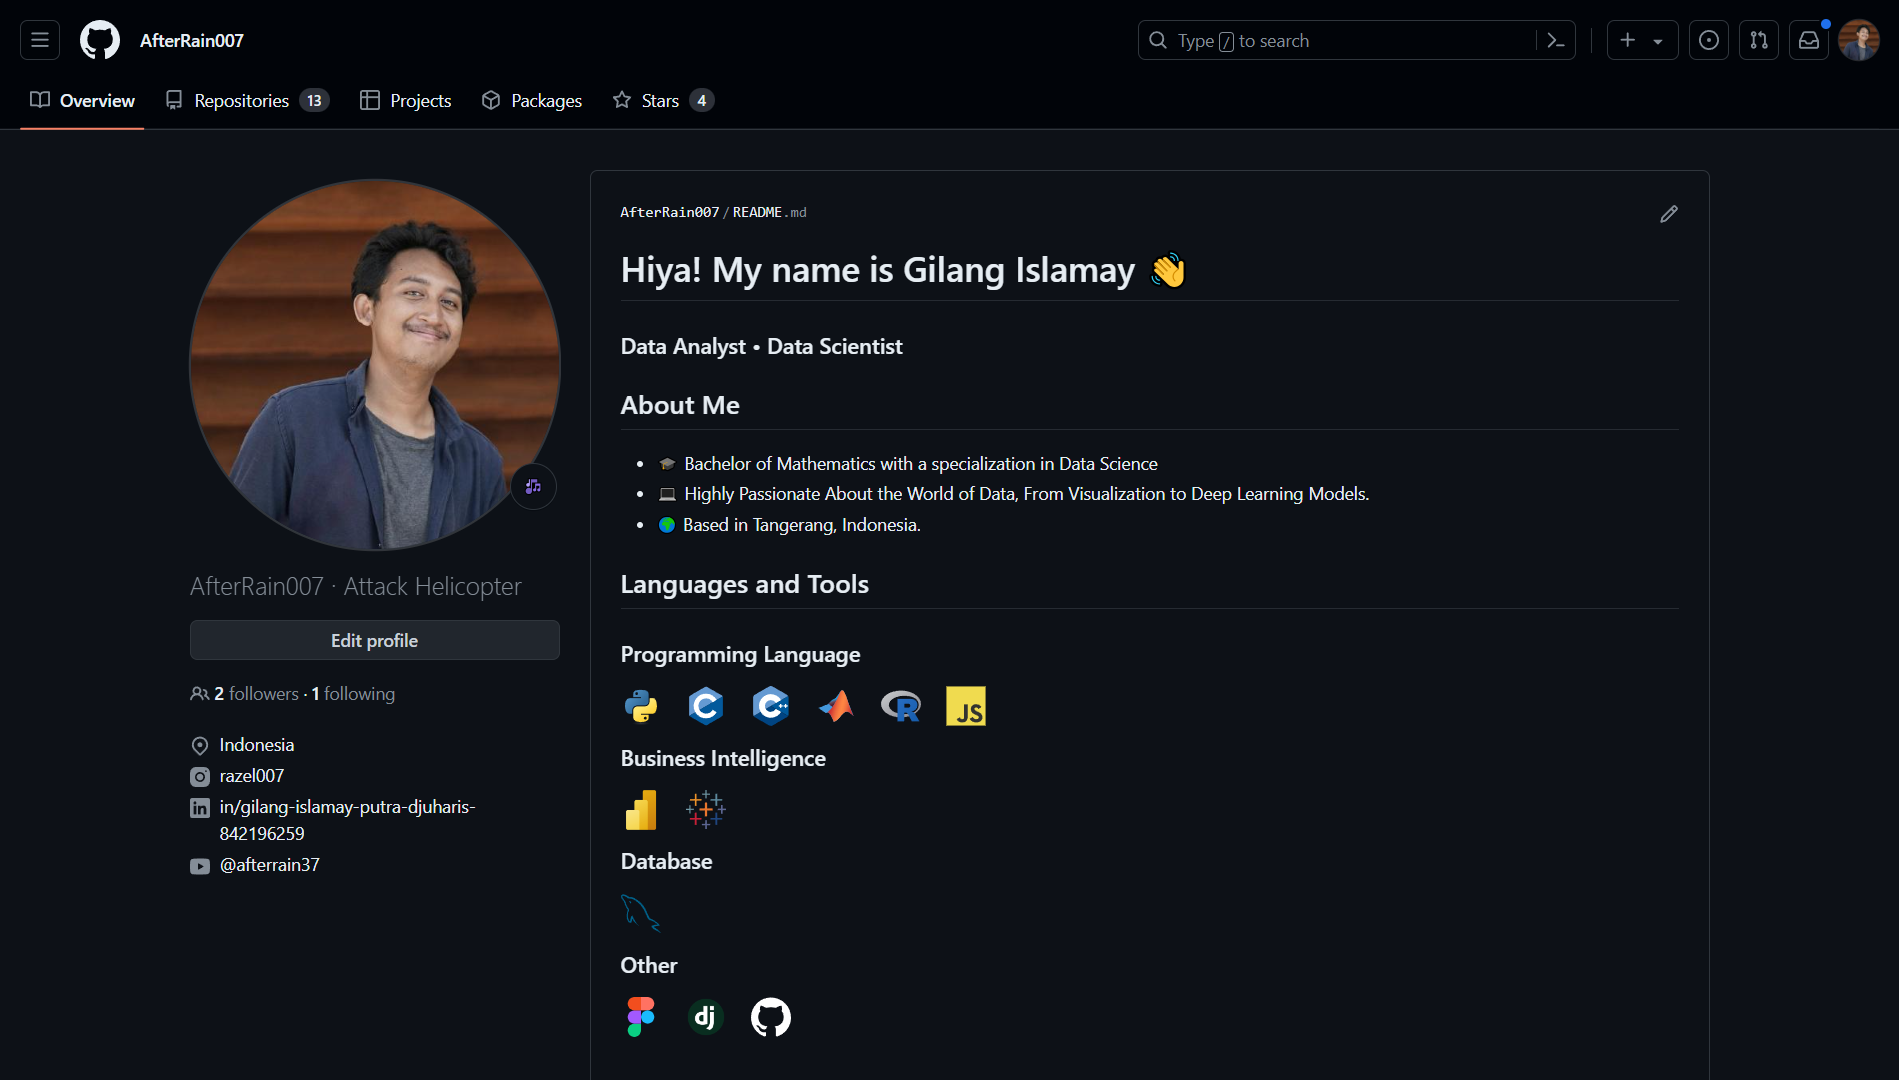 AfterRain007
Type / to search
Overview
Repositories 13
Projects
Packages
Stars 4
AfterRain007 · Attack Helicopter
Edit profile
2 followers · 1 following
Indonesia
razel007
in/gilang-islamay-putra-djuharis-
842196259
@afterrain37
AfterRain007/README.md
Hiya! My name is Gilang Islamay 👋
Data Analyst • Data Scientist
About Me
• 🎓 Bachelor of Mathematics with a specialization in Data Science
• 💻 Highly Passionate About the World of Data, From Visualization to Deep Learning Models.
• 🌍 Based in Tangerang, Indonesia.
Languages and Tools
Programming Language
C C++ R JS
Business Intelligence
Database
Other
dj